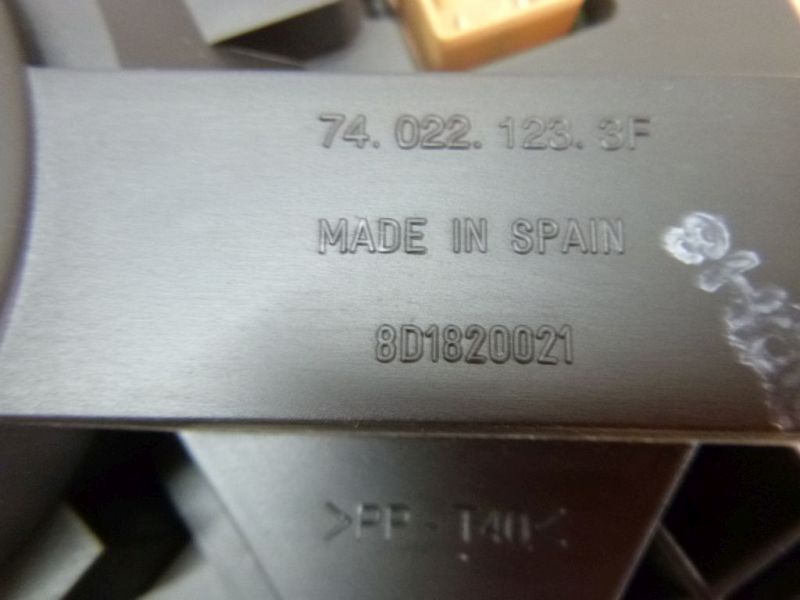 74. 022. 123. 3F
MADE IN SPAIN
8D1820021
>PP - T40<